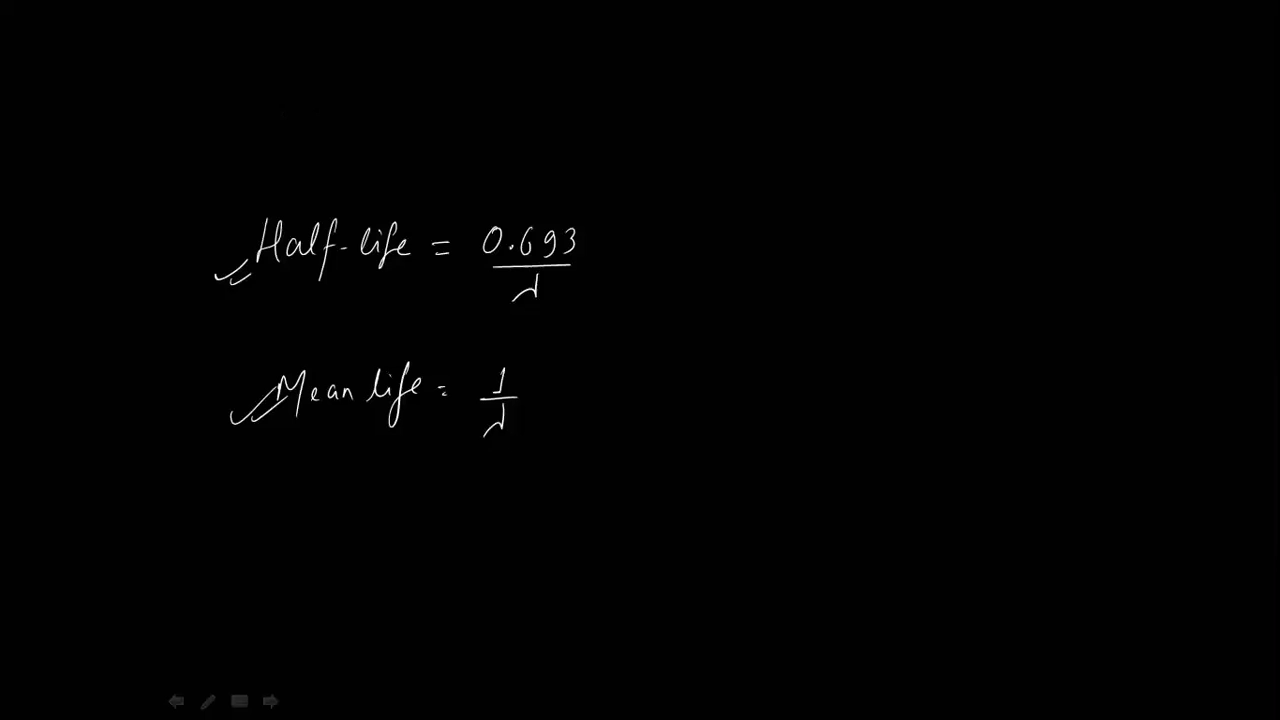 Half-life = 0.693/λ
Mean life = 1/λ